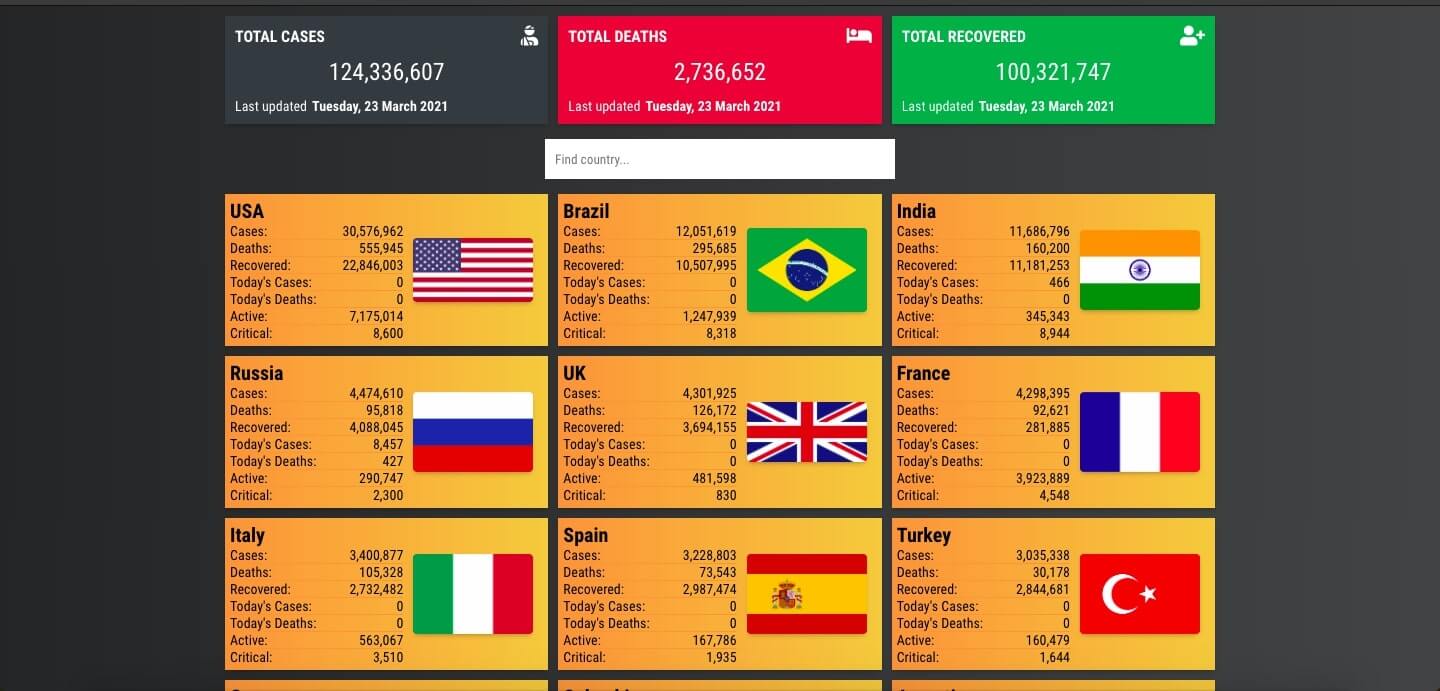 TOTAL CASES
124,336,607
Last updated Tuesday, 23 March 2021
TOTAL DEATHS
2,736,652
Last updated Tuesday, 23 March 2021
TOTAL RECOVERED
100,321,747
Last updated Tuesday, 23 March 2021
Find country...
USA
Cases: 30,576,962
Deaths: 555,945
Recovered: 22,846,003
Today's Cases: 0
Today's Deaths: 0
Active: 7,175,014
Critical: 8,600
Brazil
Cases: 12,051,619
Deaths: 295,685
Recovered: 10,507,995
Today's Cases: 0
Today's Deaths: 0
Active: 1,247,939
Critical: 8,318
India
Cases: 11,686,796
Deaths: 160,200
Recovered: 11,181,253
Today's Cases: 466
Today's Deaths: 0
Active: 345,343
Critical: 8,944
Russia
Cases: 4,474,610
Deaths: 95,818
Recovered: 4,088,045
Today's Cases: 8,457
Today's Deaths: 427
Active: 290,747
Critical: 2,300
UK
Cases: 4,301,925
Deaths: 126,172
Recovered: 3,694,155
Today's Cases: 0
Today's Deaths: 0
Active: 481,598
Critical: 830
France
Cases: 4,298,395
Deaths: 92,621
Recovered: 281,885
Today's Cases: 0
Today's Deaths: 0
Active: 3,923,889
Critical: 4,548
Italy
Cases: 3,400,877
Deaths: 105,328
Recovered: 2,732,482
Today's Cases: 0
Today's Deaths: 0
Active: 563,067
Critical: 3,510
Spain
Cases: 3,228,803
Deaths: 73,543
Recovered: 2,987,474
Today's Cases: 0
Today's Deaths: 0
Active: 167,786
Critical: 1,935
Turkey
Cases: 3,035,338
Deaths: 30,178
Recovered: 2,844,681
Today's Cases: 0
Today's Deaths: 0
Active: 160,479
Critical: 1,644